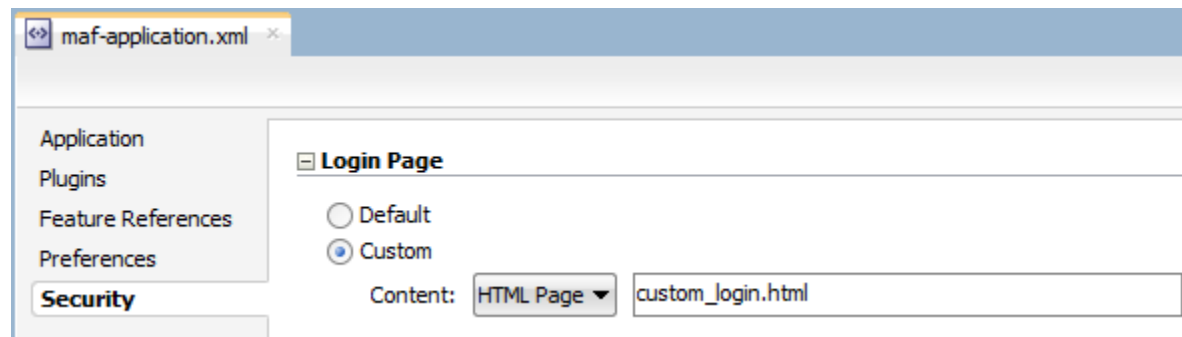 maf-application.xml
Application
Plugins
Feature References
Preferences
Security
Login Page
Default
Custom
Content: HTML Page custom_login.html